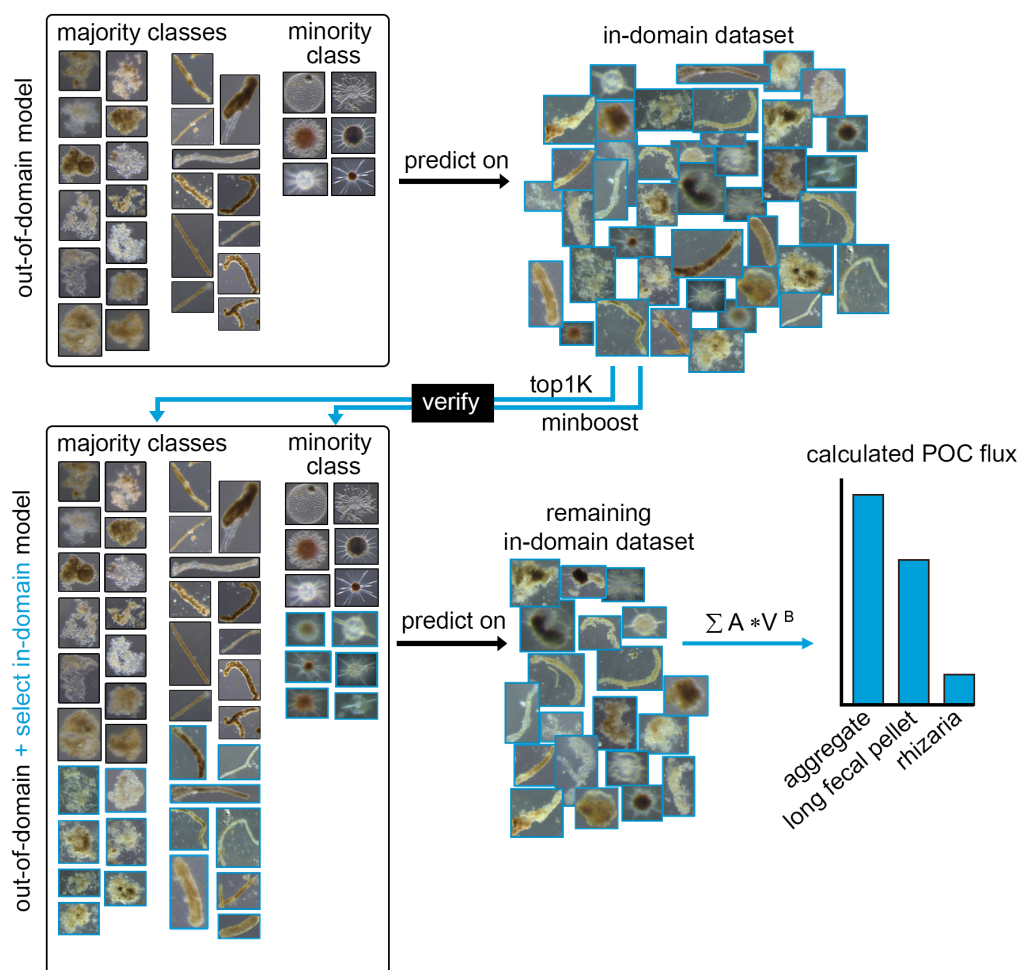 out-of-domain model
majority classes
minority
class
in-domain dataset
predict on
top1K
verify
minboost
out-of-domain + select in-domain model
majority classes
minority
class
predict on
remaining
in-domain dataset
∑ A *V B
calculated POC flux
aggregate
long fecal pellet
rhizaria